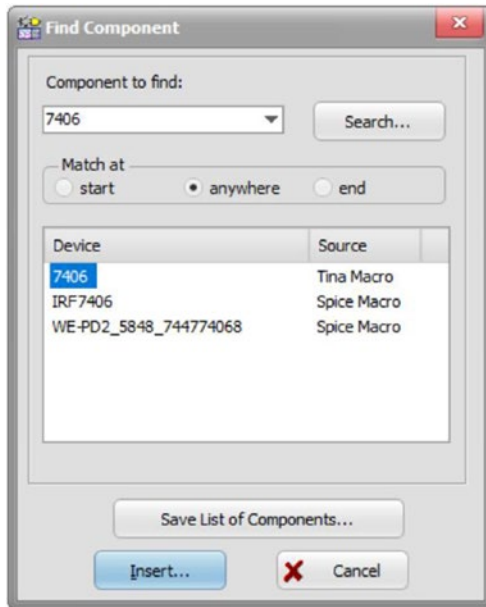 Find Component
Component to find:
7406
Search...
Match at
start anywhere end
Device Source
7406 Tina Macro
IRF7406 Spice Macro
WE-PD2_5848_744774068 Spice Macro
Save List of Components...
Insert... Cancel